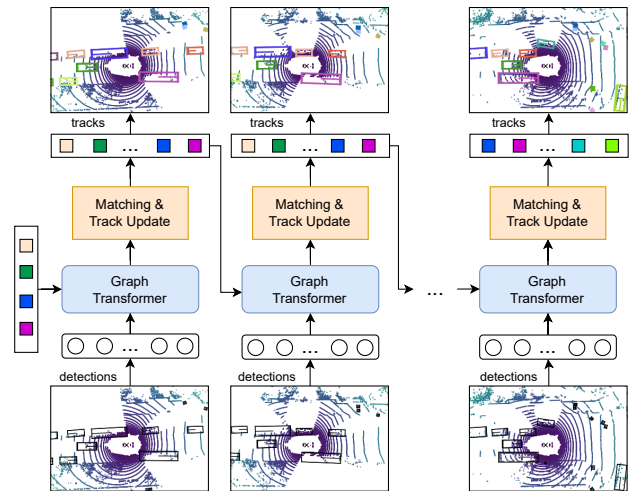 tracks
tracks
tracks
...
...
...
Matching &
Track Update
Matching &
Track Update
Matching &
Track Update
Graph
Transformer
Graph
Transformer
...
Graph
Transformer
...
...
...
detections
detections
detections